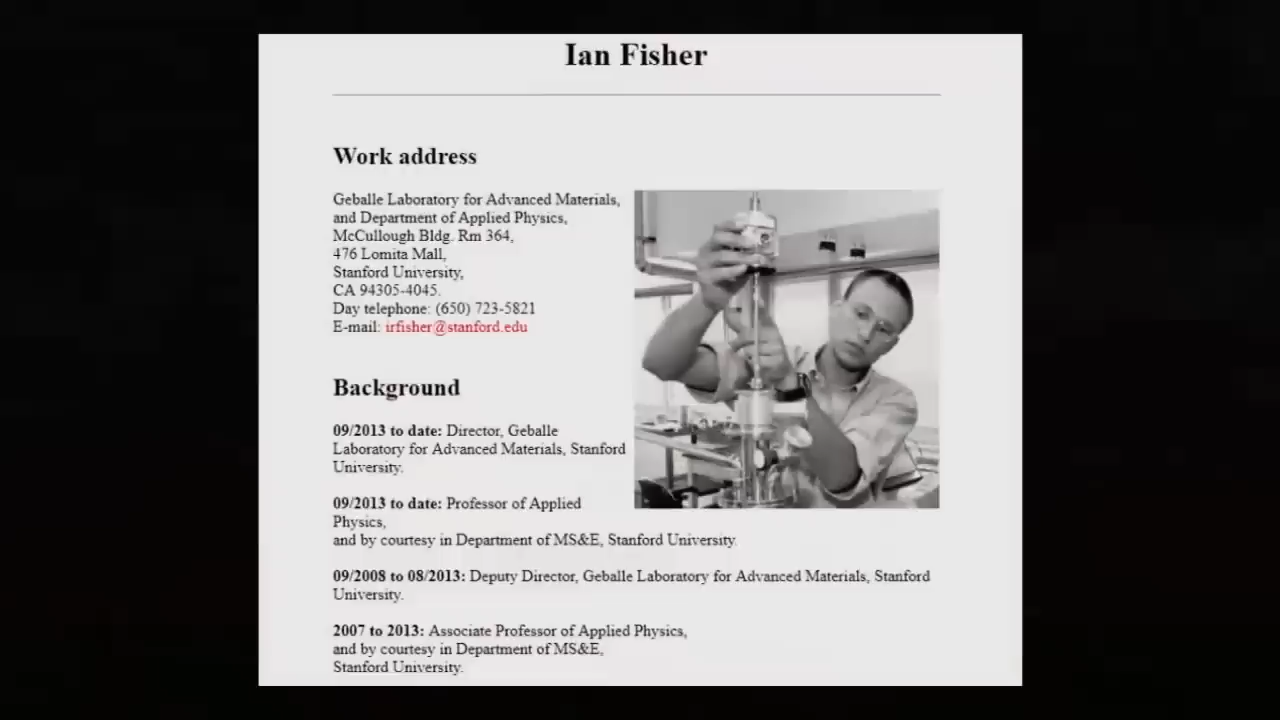 Ian Fisher
Work address
Geballe Laboratory for Advanced Materials,
and Department of Applied Physics,
McCullough Bldg. Rm 364,
476 Lomita Mall,
Stanford University,
CA 94305-4045.
Day telephone: (650) 723-5821
E-mail: irfisher@stanford.edu
Background
09/2013 to date: Director, Geballe
Laboratory for Advanced Materials, Stanford
University.
09/2013 to date: Professor of Applied
Physics,
and by courtesy in Department of MS&E, Stanford University.
09/2008 to 08/2013: Deputy Director, Geballe Laboratory for Advanced Materials, Stanford
University.
2007 to 2013: Associate Professor of Applied Physics,
and by courtesy in Department of MS&E,
Stanford University.